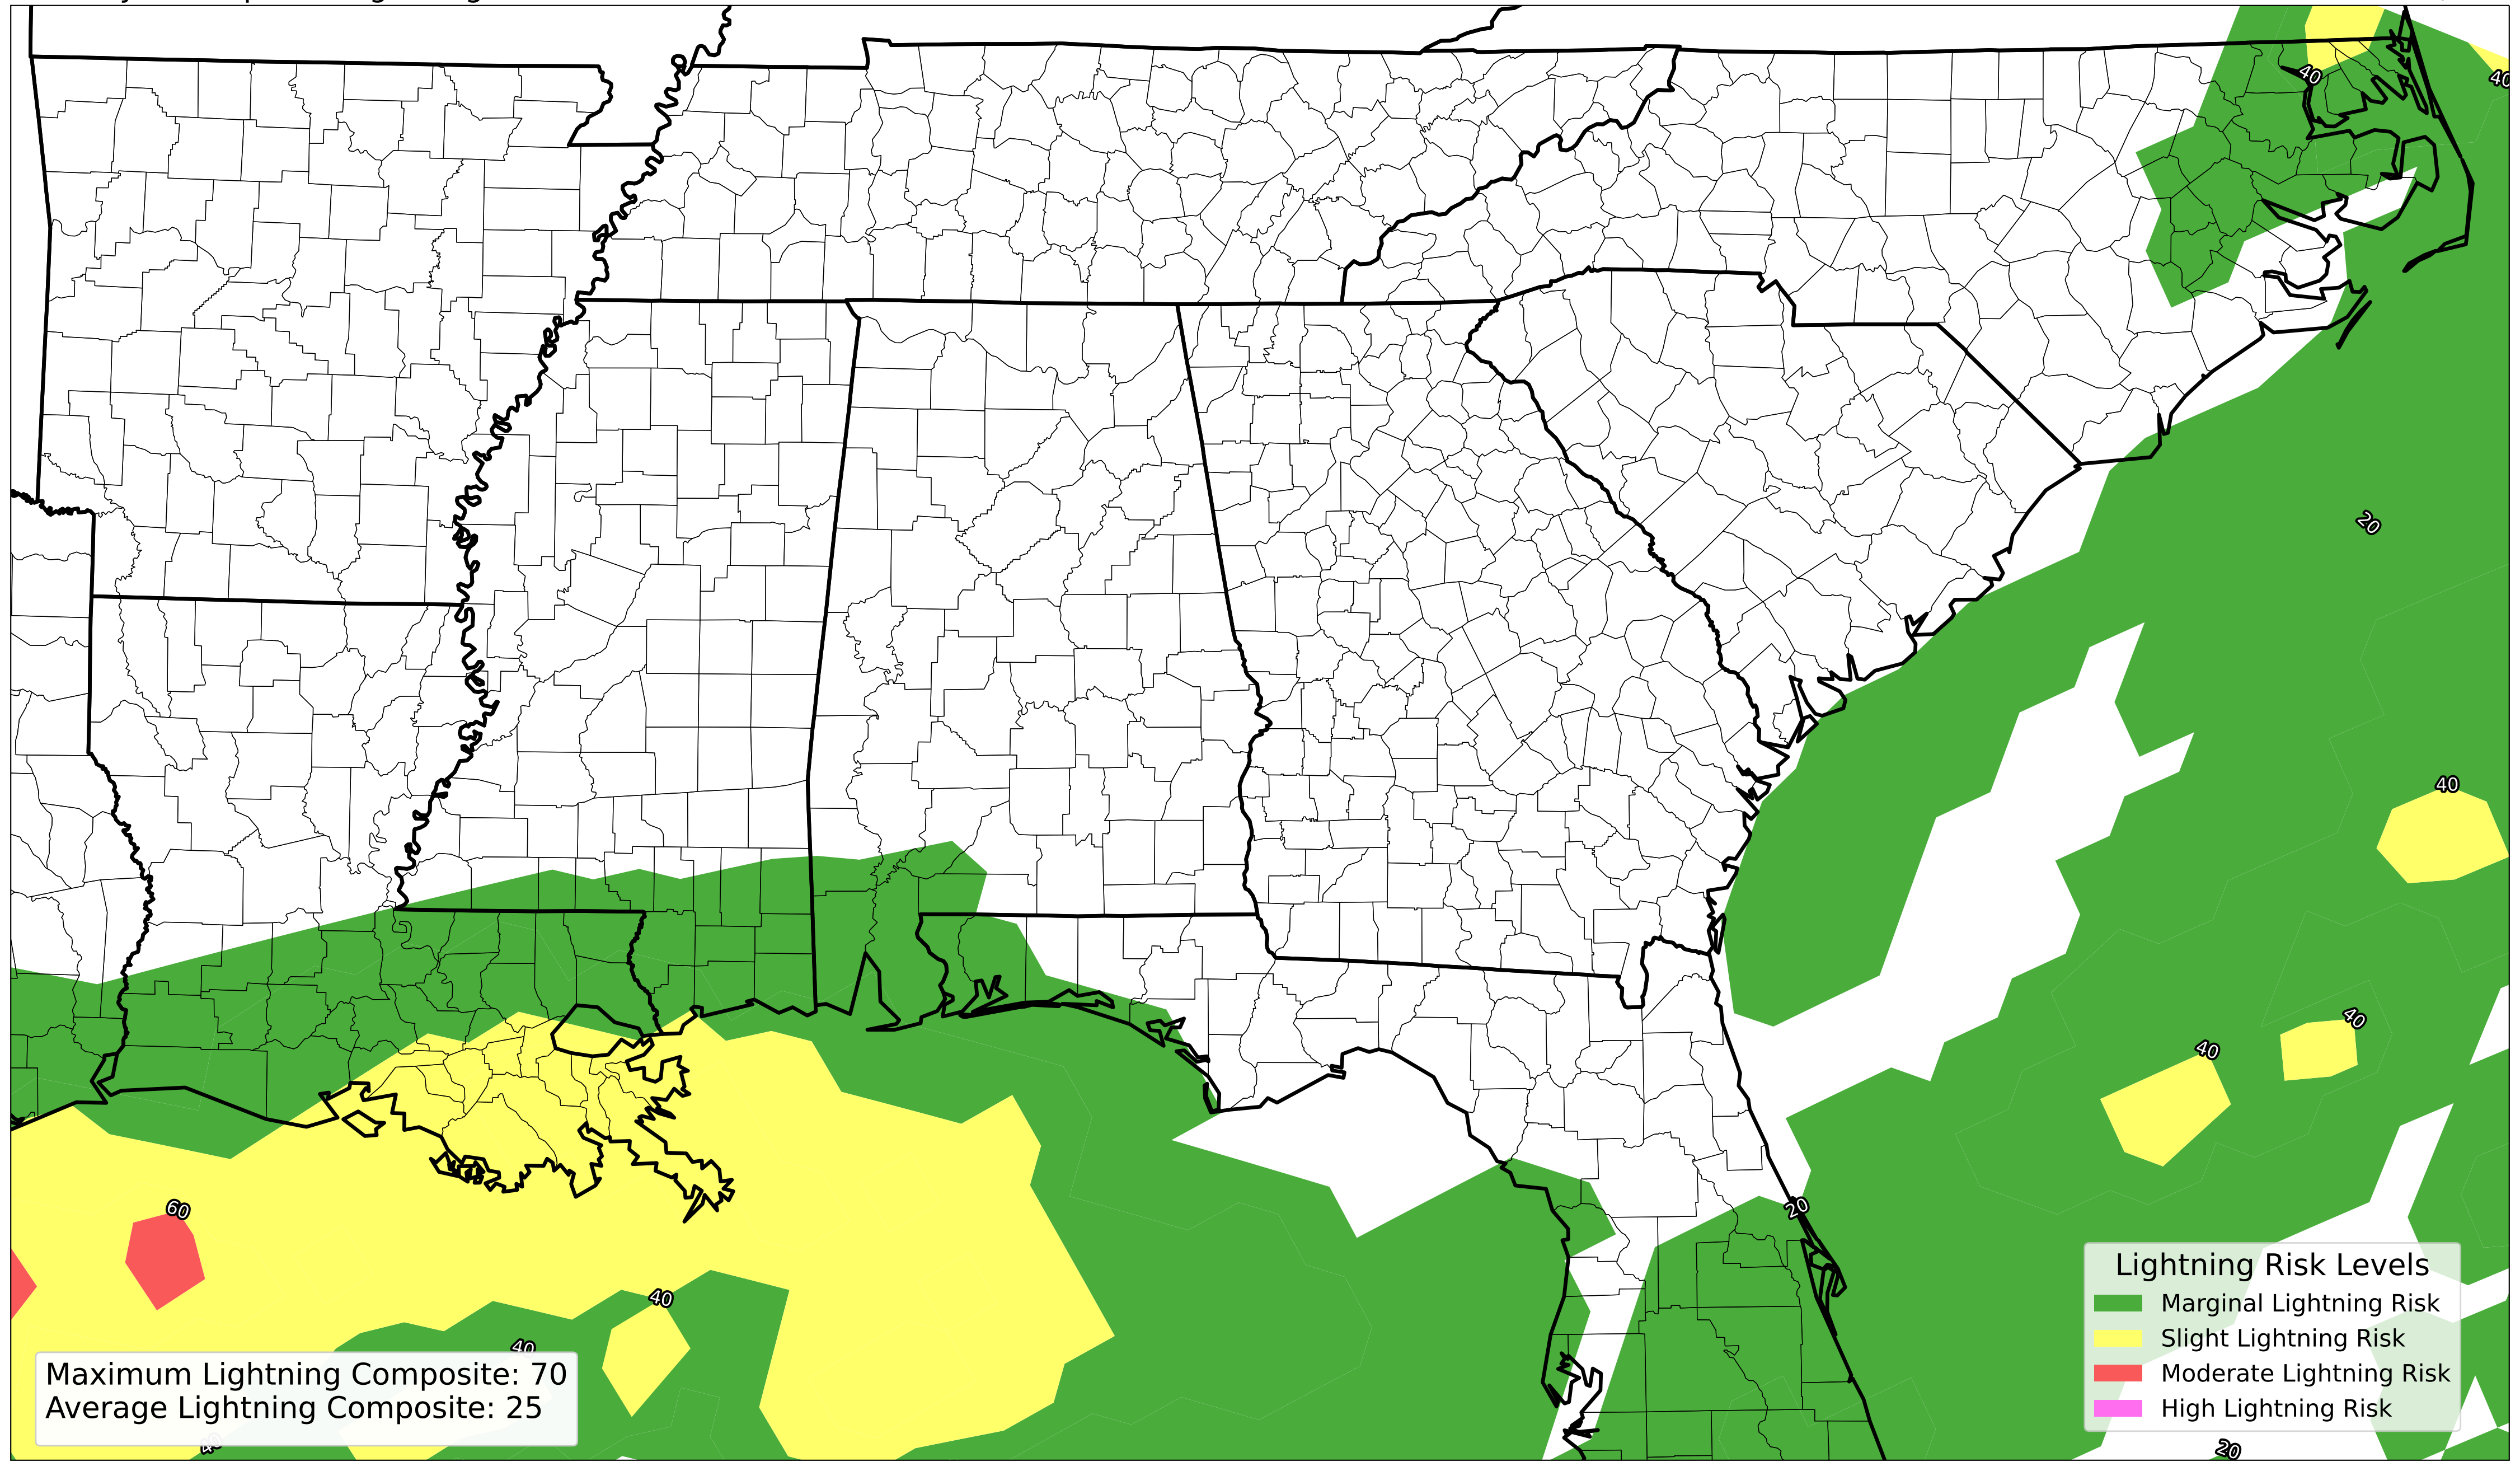 40
40
20
40
40
40
60
20
40
40
40
20
Maximum Lightning Composite: 70
Average Lightning Composite: 25
Lightning Risk Levels
Marginal Lightning Risk
Slight Lightning Risk
Moderate Lightning Risk
High Lightning Risk